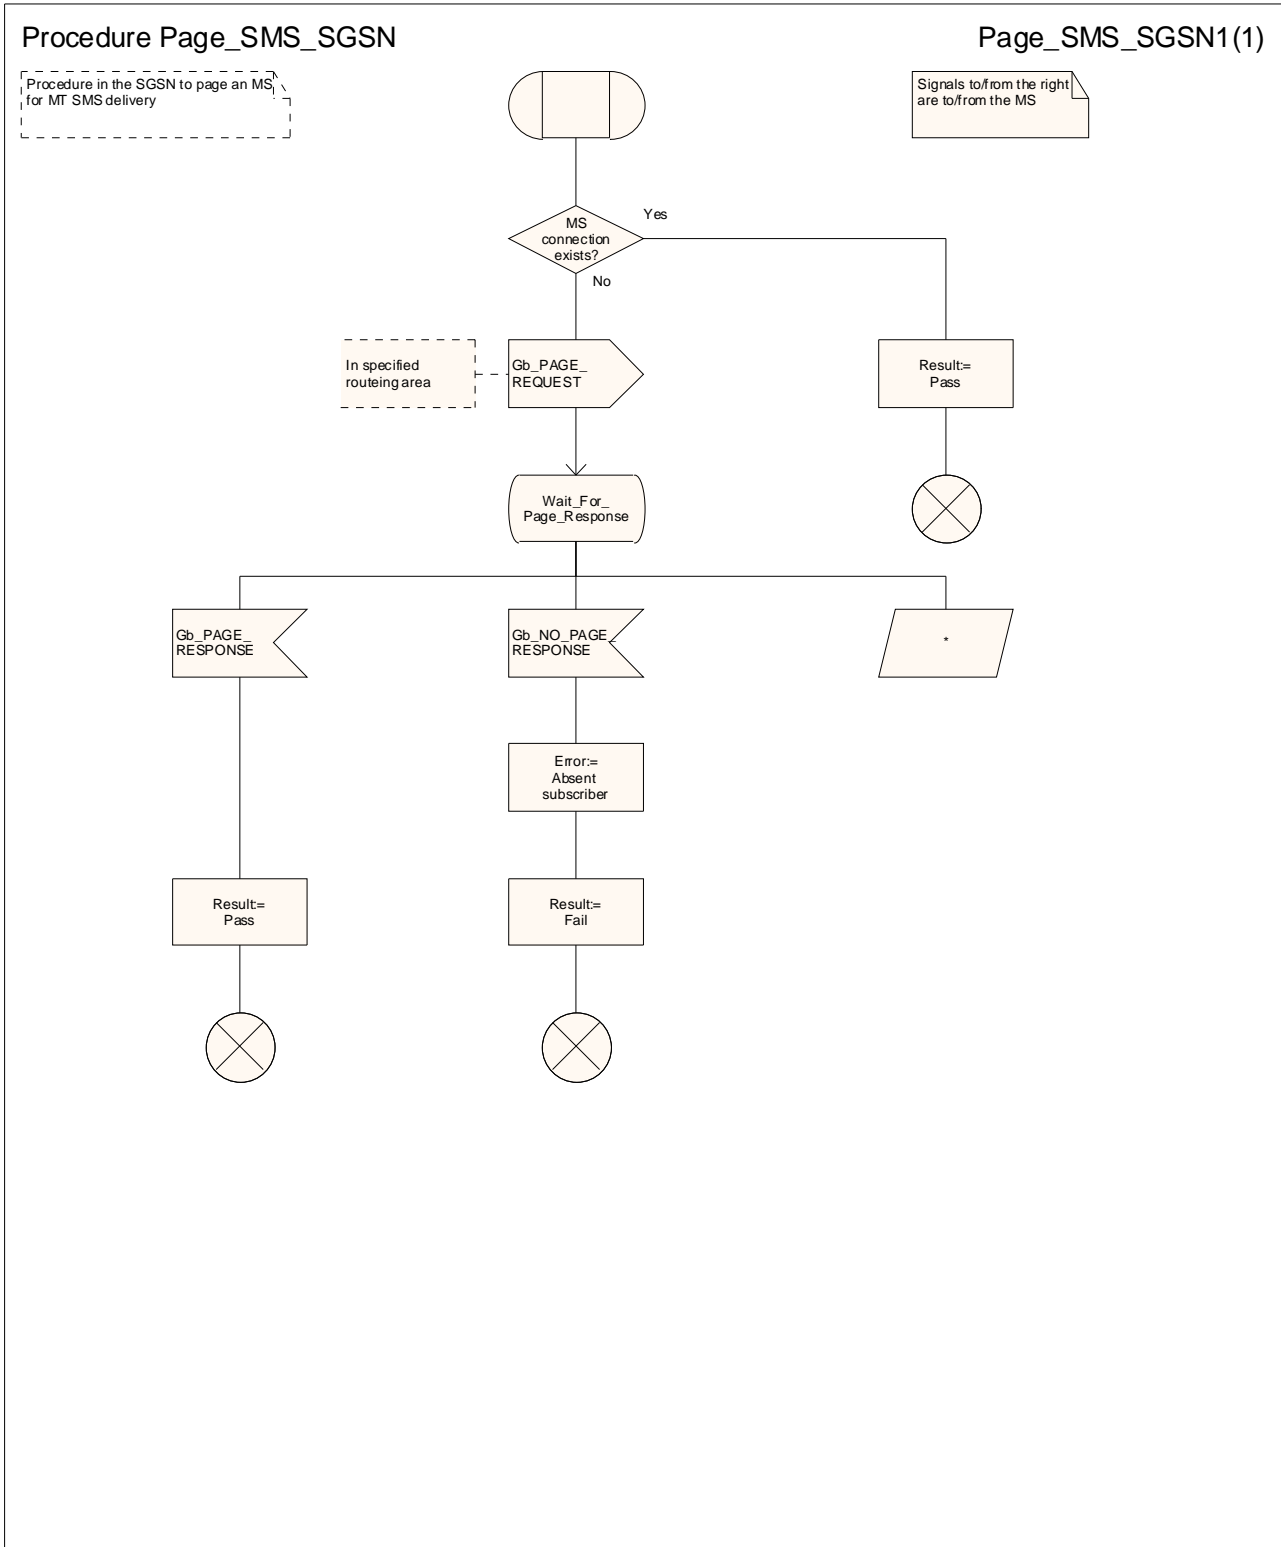 Procedure Page_SMS_SGSN
Page_SMS_SGSN1(1)
Procedure in the SGSN to page an MS
for MT SMS delivery
Signals to/from the right
are to/from the MS
MS
connection
exists?
Yes
No
In specified
routeing area
Gb_PAGE_
REQUEST
Result:=
Pass
Wait_For_
Page_Response
Gb_PAGE_
RESPONSE
Gb_NO_PAGE_
RESPONSE
*
Error:=
Absent
subscriber
Result:=
Pass
Result:=
Fail